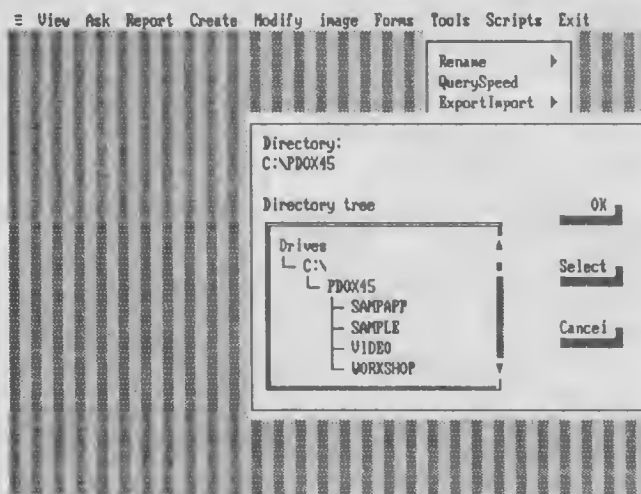 ≡ View Ask Report Create Modify image Forms Tools Scripts Exit
Rename
QuerySpeed
ExportImport
Directory:
C:\PDOX45
Directory tree
OK
Drives
C:\
PDOX45
Select
SAMPAPP
SAMPLE
VIDEO
Cancel
WORKSHOP